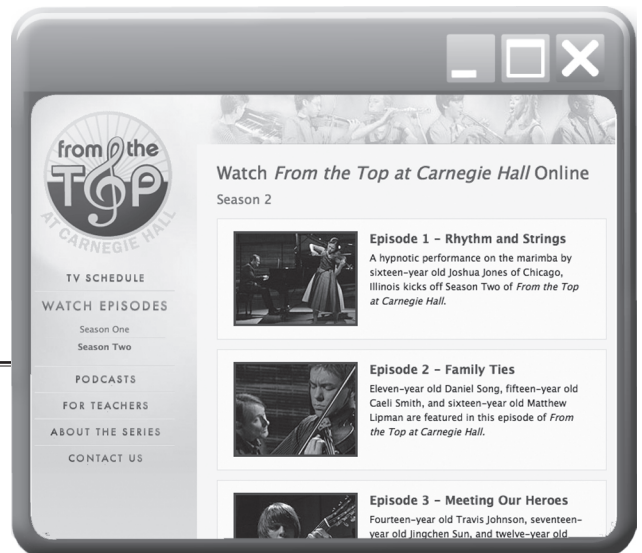 from the
TOP
AT CARNEGIE HALL
TV SCHEDULE
WATCH EPISODES
Season One
Season Two
PODCASTS
FOR TEACHERS
ABOUT THE SERIES
CONTACT US
Watch From the Top at Carnegie Hall Online
Season 2
Episode 1 – Rhythm and Strings
A hypnotic performance on the marimba by
sixteen-year old Joshua Jones of Chicago,
Illinois kicks off Season Two of From the Top
at Carnegie Hall.
Episode 2 – Family Ties
Eleven-year old Daniel Song, fifteen-year old
Caeli Smith, and sixteen-year old Matthew
Lipman are featured in this episode of From
the Top at Carnegie Hall.
Episode 3 – Meeting Our Heroes
Fourteen-year old Travis Johnson, seventeen-
year old Jingchen Sun, and twelve-year old